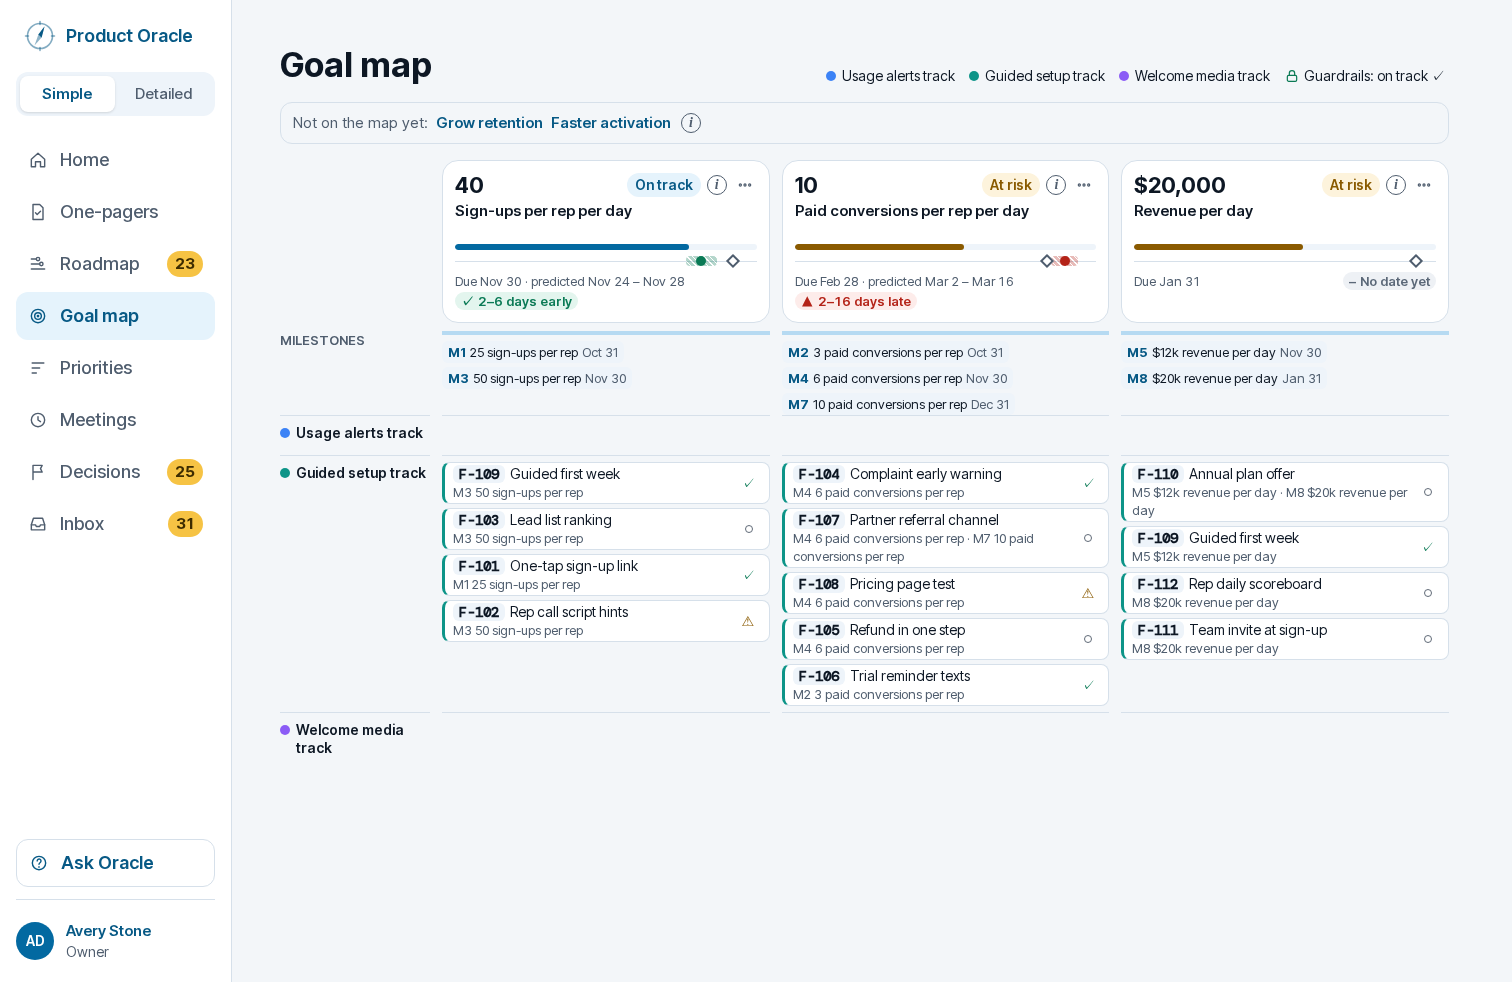 Product Oracle
Simple Detailed
Home
One-pagers
Roadmap 23
Goal map
Priorities
Meetings
Decisions 25
Inbox 31
Ask Oracle
AD
Avery Stone
Owner
Goal map
Usage alerts track Guided setup track Welcome media track Guardrails: on track ✓
Not on the map yet: Grow retention Faster activation i
40 On track i •••
Sign-ups per rep per day
Due Nov 30 · predicted Nov 24 – Nov 28
✓ 2–6 days early
10 At risk i •••
Paid conversions per rep per day
Due Feb 28 · predicted Mar 2 – Mar 16
▲ 2–16 days late
$20,000 At risk i •••
Revenue per day
Due Jan 31 – No date yet
MILESTONES
M1 25 sign-ups per rep Oct 31
M3 50 sign-ups per rep Nov 30
M2 3 paid conversions per rep Oct 31
M4 6 paid conversions per rep Nov 30
M7 10 paid conversions per rep Dec 31
M5 $12k revenue per day Nov 30
M8 $20k revenue per day Jan 31
Usage alerts track
Guided setup track
F-109 Guided first week ✓
M3 50 sign-ups per rep
F-103 Lead list ranking ○
M3 50 sign-ups per rep
F-101 One-tap sign-up link ✓
M1 25 sign-ups per rep
F-102 Rep call script hints ⚠
M3 50 sign-ups per rep
F-104 Complaint early warning ✓
M4 6 paid conversions per rep
F-107 Partner referral channel ○
M4 6 paid conversions per rep · M7 10 paid
conversions per rep
F-108 Pricing page test ⚠
M4 6 paid conversions per rep
F-105 Refund in one step ○
M4 6 paid conversions per rep
F-106 Trial reminder texts ✓
M2 3 paid conversions per rep
F-110 Annual plan offer ○
M5 $12k revenue per day · M8 $20k revenue per
day
F-109 Guided first week ✓
M5 $12k revenue per day
F-112 Rep daily scoreboard ○
M8 $20k revenue per day
F-111 Team invite at sign-up ○
M8 $20k revenue per day
Welcome media
track